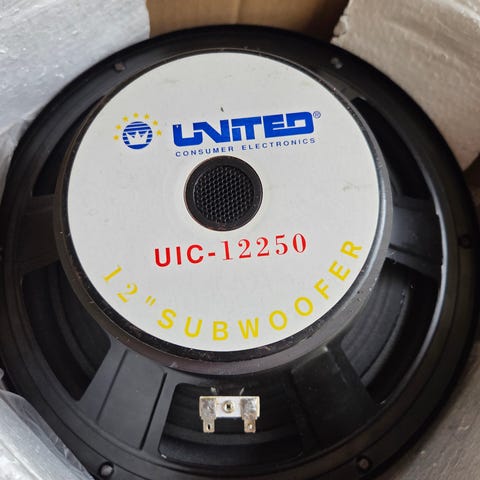 UNITED®
CONSUMER ELECTRONICS
UIC-12250
12" SUBWOOFER